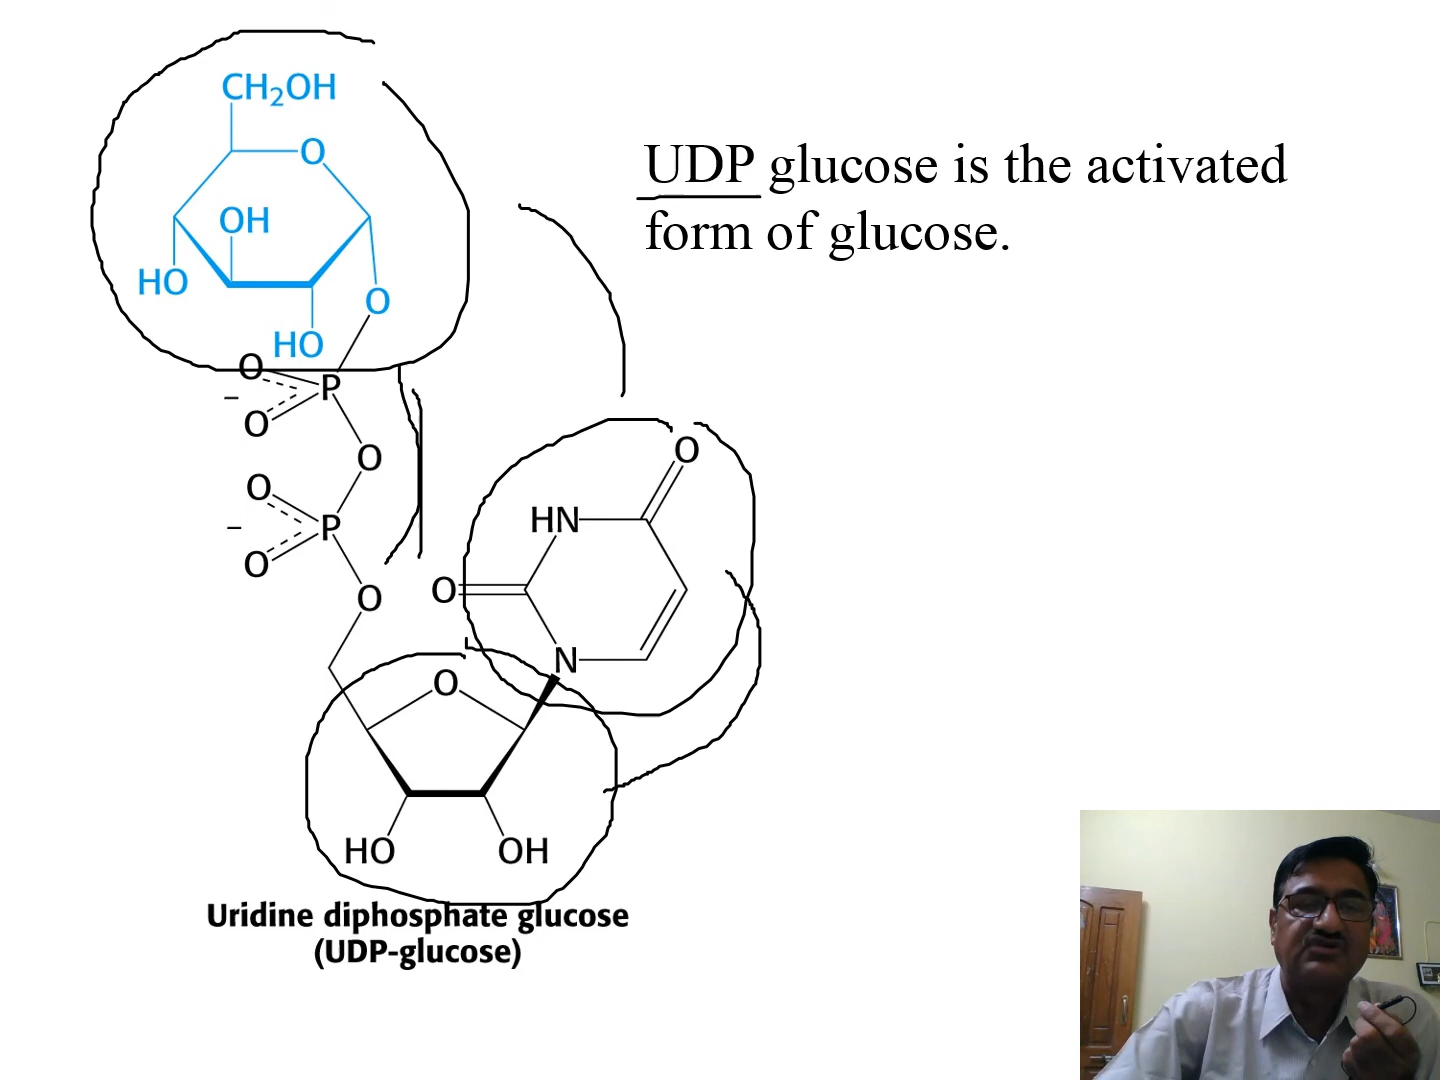 CH₂OH
O
OH
HO
O
HO
O
P
–
O
O
O
P
–
O
O
O
HN
O
N
O
HO
OH
Uridine diphosphate glucose
(UDP-glucose)
UDP glucose is the activated
form of glucose.